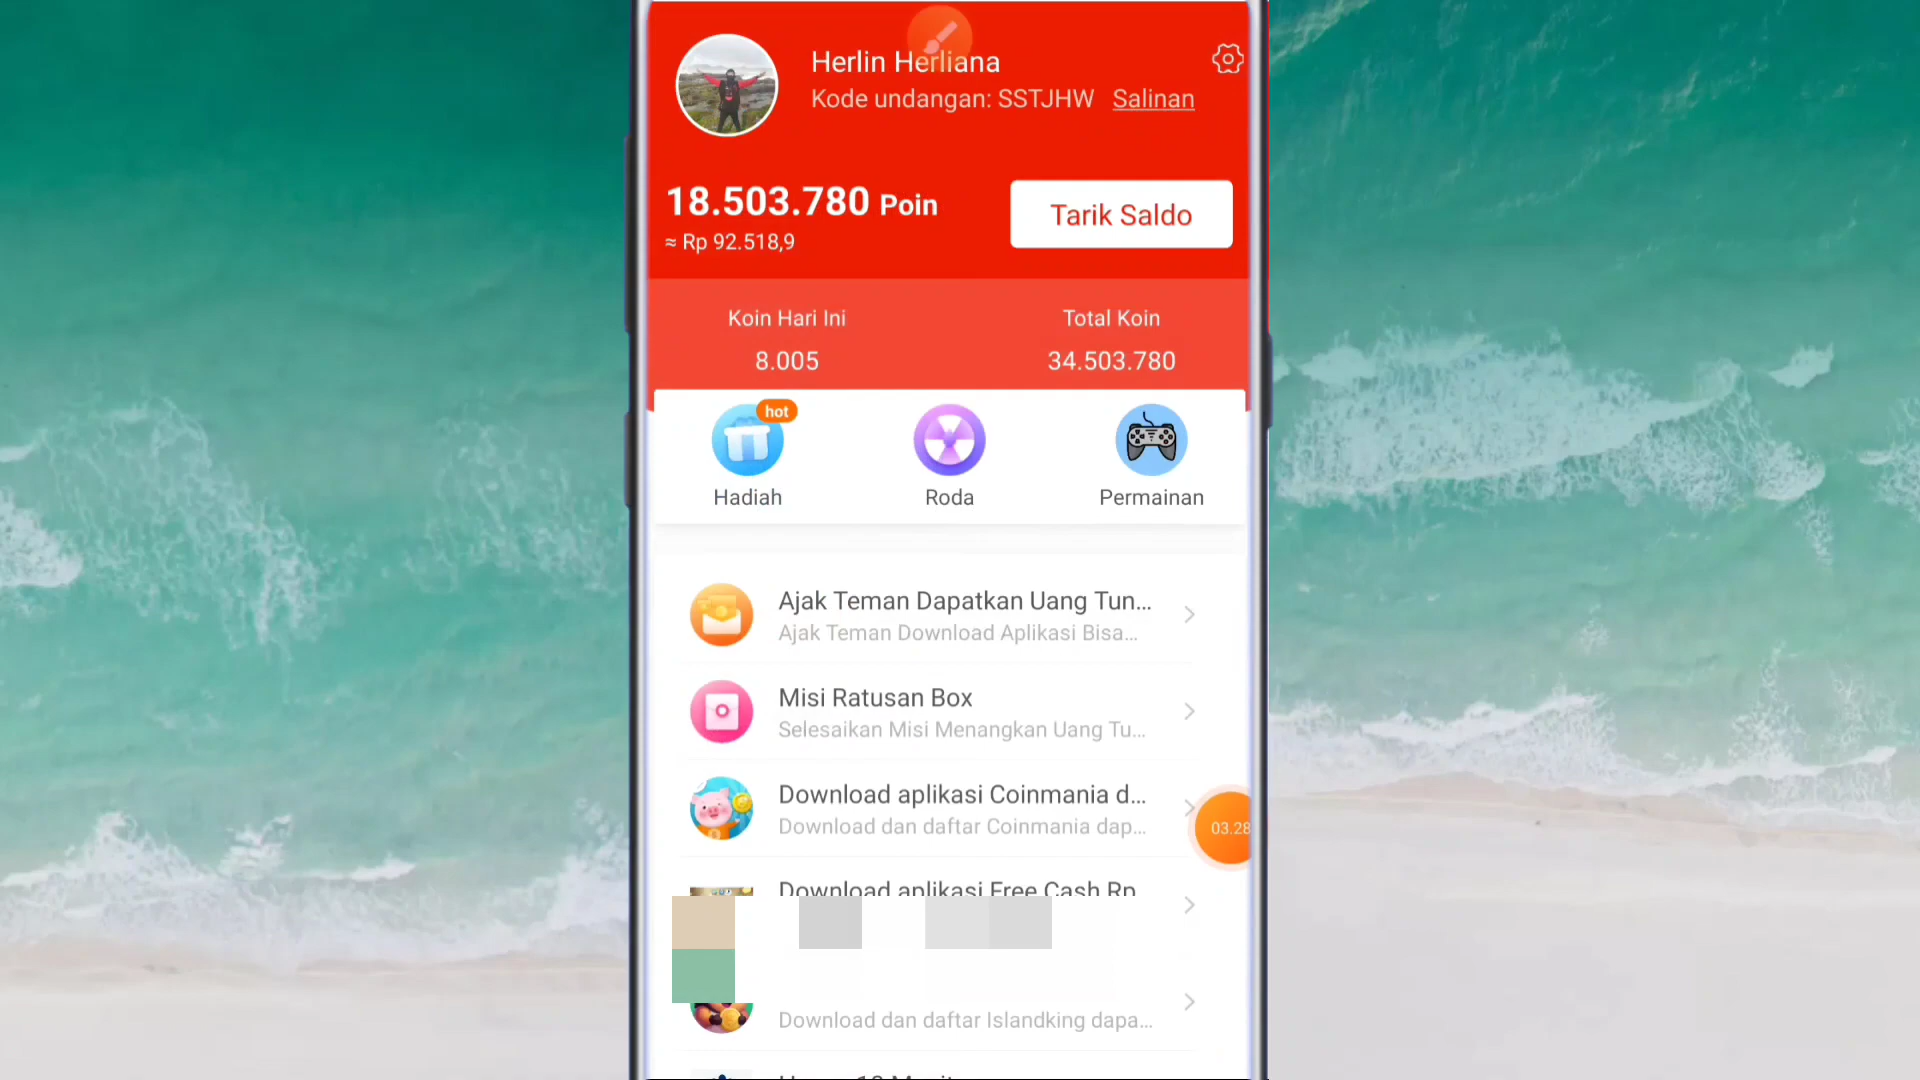 Herlin Herliana
Kode undangan: SSTJHW Salinan
18.503.780 Poin
≈ Rp 92.518,9
Tarik Saldo
Koin Hari Ini
Total Koin
8.005
34.503.780
hot
Hadiah
Roda
Permainan
Ajak Teman Dapatkan Uang Tun...
Ajak Teman Download Aplikasi Bisa...
Misi Ratusan Box
Selesaikan Misi Menangkan Uang Tu...
Download aplikasi Coinmania d...
Download dan daftar Coinmania dap...
03.28
Download aplikasi Free Cash Rp
Download dan daftar Islandking dapa...